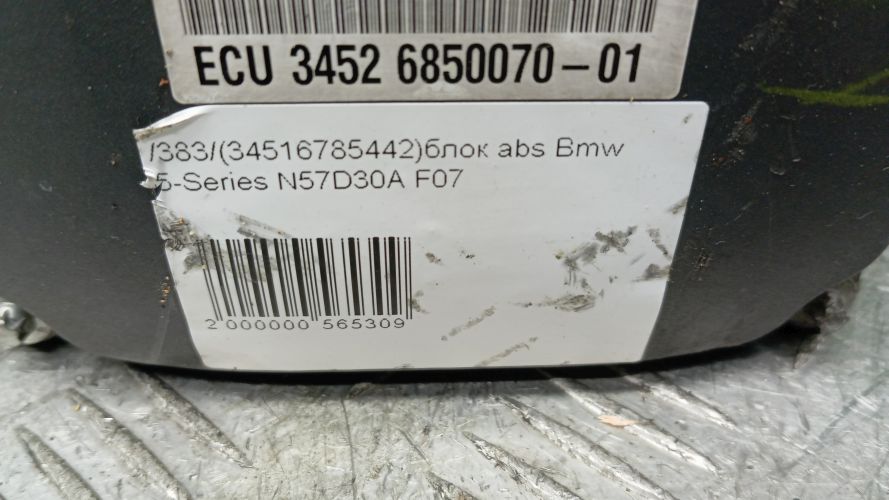 ECU 3452 6850070-01
/383/(34516785442)блок abs Bmw
5-Series N57D30A F07
2 000000 565309